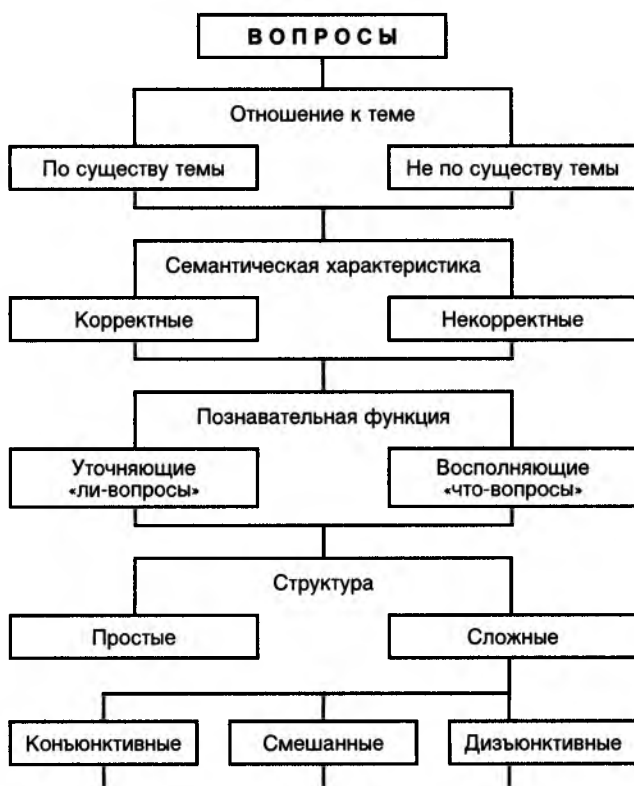 ВОПРОСЫ
Отношение к теме
По существу темы
Не по существу темы
Семантическая характеристика
Корректные
Некорректные
Познавательная функция
Уточняющие
«ли-вопросы»
Восполняющие
«что-вопросы»
Структура
Простые
Сложные
Конъюнктивные
Смешанные
Дизъюнктивные